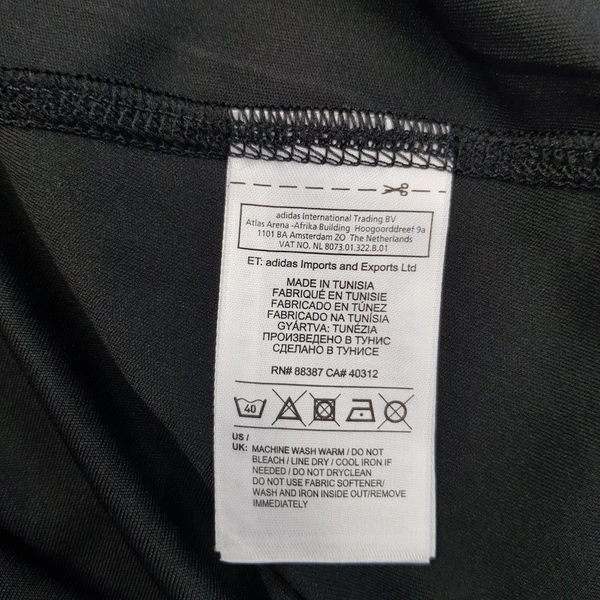 adidas International Trading BV
Atlas Arena -Afrika Building Hoogoorddreef 9a
1101 BA Amsterdam ZO The Netherlands
VAT NO. NL 8073.01.322.B.01
ET: adidas Imports and Exports Ltd
MADE IN TUNISIA
FABRIQUÉ EN TUNISIE
FABRICADO EN TÚNEZ
FABRICADO NA TUNÍSIA
GYÁRTVA: TUNÉZIA
ПРОИЗВЕДЕНО В ТУНИС
СДЕЛАНО В ТУНИСЕ
RN# 88387 CA# 40312
40
US /
UK: MACHINE WASH WARM / DO NOT
BLEACH / LINE DRY / COOL IRON IF
NEEDED / DO NOT DRYCLEAN
DO NOT USE FABRIC SOFTENER/
WASH AND IRON INSIDE OUT/REMOVE
IMMEDIATELY